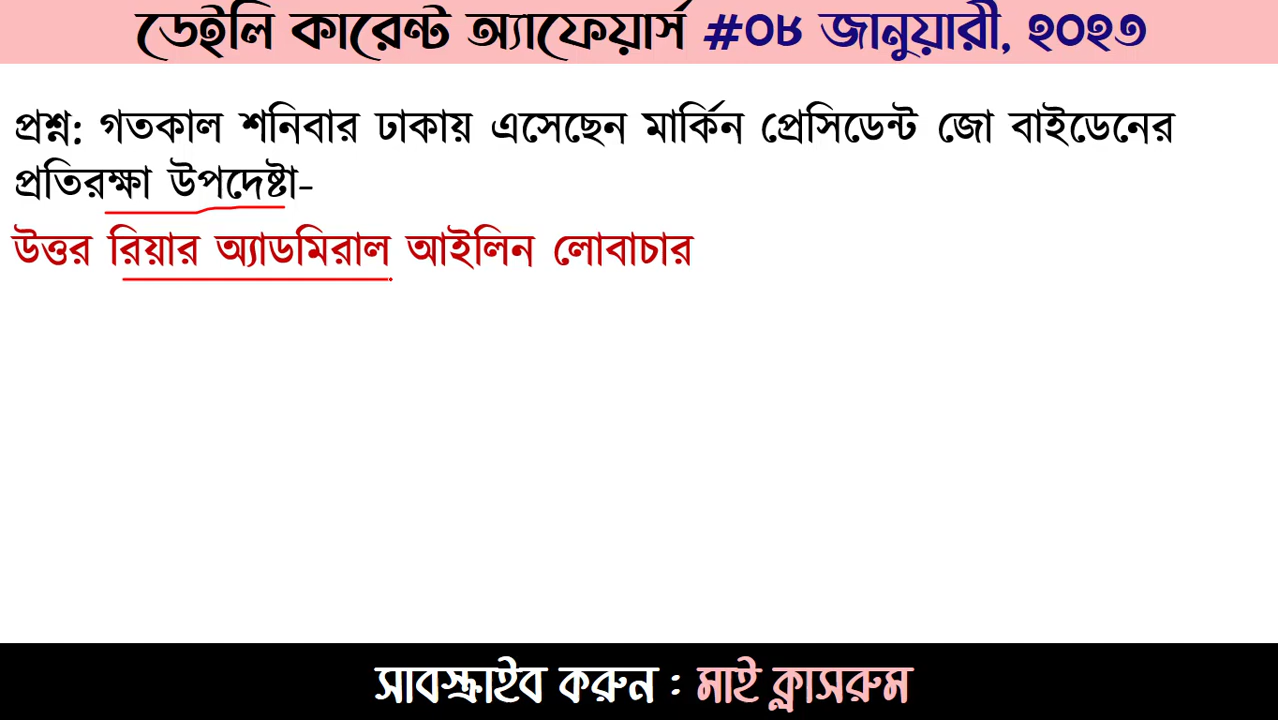 ডেইলি কারেন্ট অ্যাফেয়ার্স #০৮ জানুয়ারী, ২০২৩
প্রশ্ন: গতকাল শনিবার ঢাকায় এসেছেন মার্কিন প্রেসিডেন্ট জো বাইডেনের
প্রতিরক্ষা উপদেষ্টা-
উত্তর রিয়ার অ্যাডমিরাল আইলিন লোবাচার
সাবস্ক্রাইব করুন : মাই ক্লাসরুম